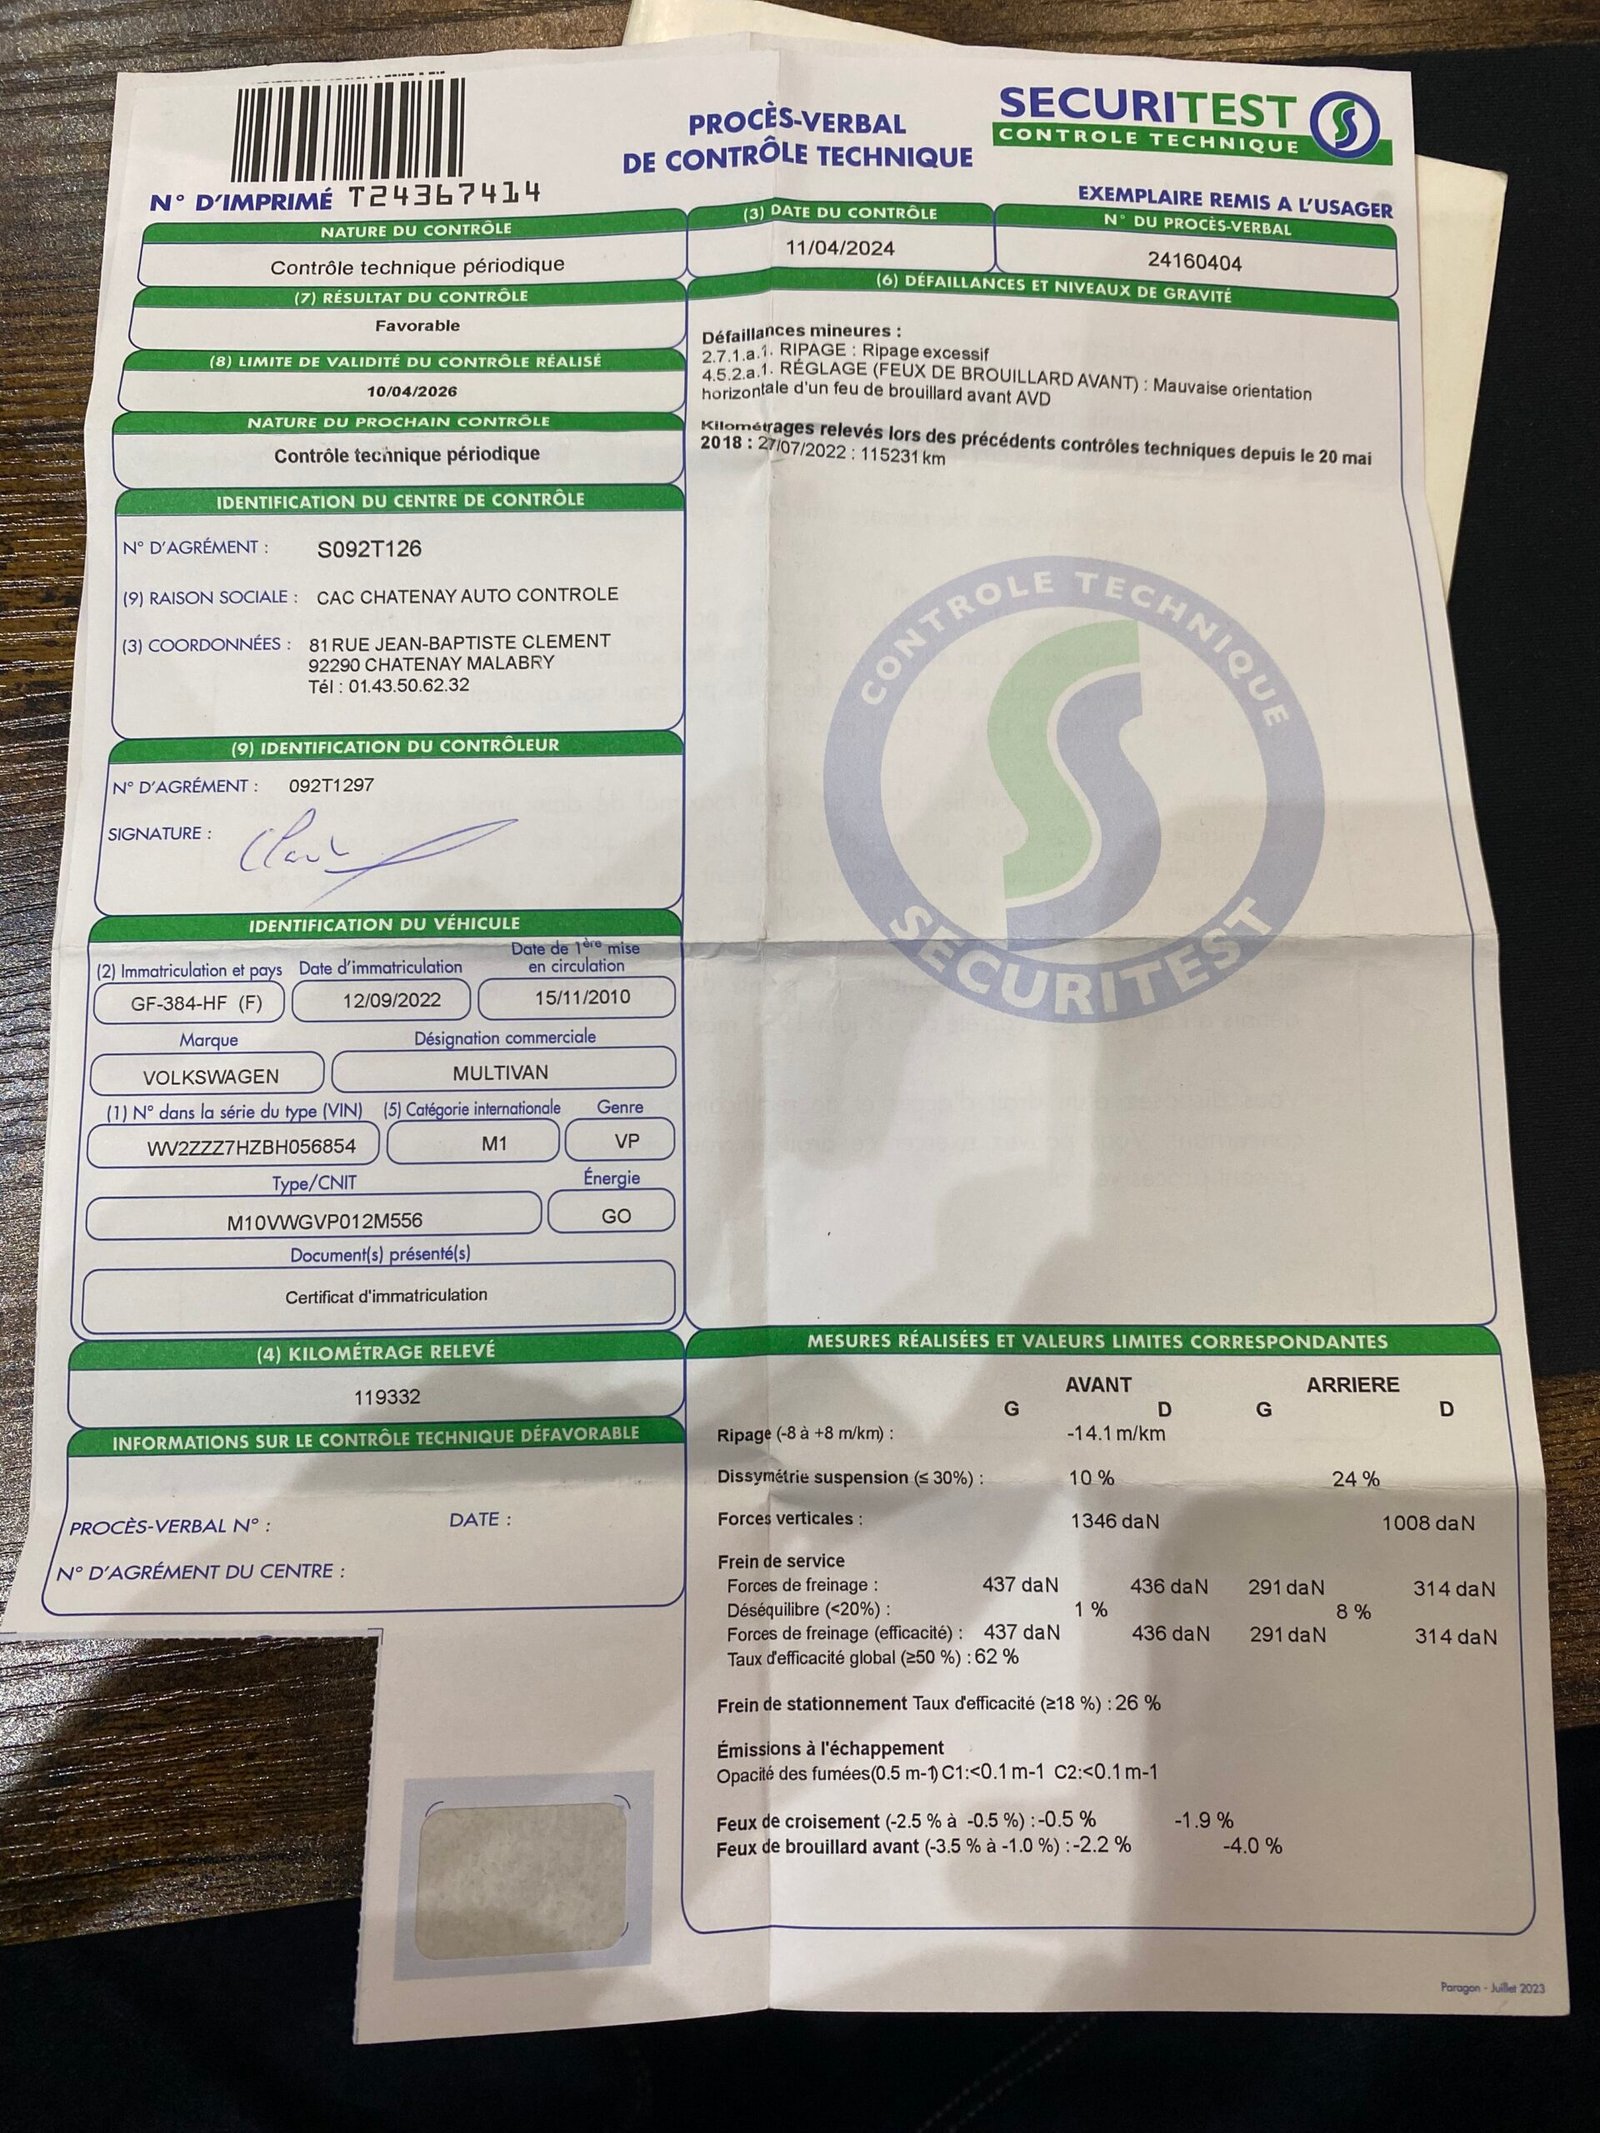 PROCÈS-VERBAL
DE CONTRÔLE TECHNIQUE
SECURITEST
CONTROLE TECHNIQUE
N° D'IMPRIMÉ T24367414
EXEMPLAIRE REMIS A L'USAGER
NATURE DU CONTRÔLE
Contrôle technique périodique
(3) DATE DU CONTRÔLE
11/04/2024
N° DU PROCÈS-VERBAL
24160404
(7) RÉSULTAT DU CONTRÔLE
Favorable
(8) LIMITE DE VALIDITÉ DU CONTRÔLE RÉALISÉ
10/04/2026
NATURE DU PROCHAIN CONTRÔLE
Contrôle technique périodique
(6) DÉFAILLANCES ET NIVEAUX DE GRAVITÉ
Défaillances mineures :
2.7.1.a.1. RIPAGE : Ripage excessif
4.5.2.a.1. RÉGLAGE (FEUX DE BROUILLARD AVANT) : Mauvaise orientation
horizontale d'un feu de brouillard avant AVD
Kilométrages relevés lors des précédents contrôles techniques depuis le 20 mai
2018 : 27/07/2022 : 115231 km
CONTROLE TECHNIQUE
SECURITEST
IDENTIFICATION DU CENTRE DE CONTRÔLE
N° D'AGRÉMENT : S092T126
(9) RAISON SOCIALE : CAC CHATENAY AUTO CONTROLE
(3) COORDONNÉES : 81 RUE JEAN-BAPTISTE CLEMENT
92290 CHATENAY MALABRY
Tél : 01.43.50.62.32
(9) IDENTIFICATION DU CONTRÔLEUR
N° D'AGRÉMENT : 092T1297
SIGNATURE :
IDENTIFICATION DU VÉHICULE
(2) Immatriculation et pays
GF-384-HF (F)
Date d'immatriculation
12/09/2022
Date de 1ère mise
en circulation
15/11/2010
Marque
VOLKSWAGEN
Désignation commerciale
MULTIVAN
(1) N° dans la série du type (VIN)
WV2ZZZ7HZBH056854
(5) Catégorie internationale
M1
Genre
VP
Type/CNIT
M10VWGVP012M556
Énergie
GO
Document(s) présenté(s)
Certificat d'immatriculation
(4) KILOMÉTRAGE RELEVÉ
119332
INFORMATIONS SUR LE CONTRÔLE TECHNIQUE DÉFAVORABLE
PROCÈS-VERBAL N° : DATE :
N° D'AGRÉMENT DU CENTRE :
MESURES RÉALISÉES ET VALEURS LIMITES CORRESPONDANTES
AVANT ARRIERE
G D G D
Ripage (-8 à +8 m/km) : -14.1 m/km
Dissymétrie suspension (≤ 30%) : 10 % 24 %
Forces verticales : 1346 daN 1008 daN
Frein de service
Forces de freinage : 437 daN 436 daN 291 daN 314 daN
Déséquilibre (<20%) : 1 % 8 %
Forces de freinage (efficacité) : 437 daN 436 daN 291 daN 314 daN
Taux d'efficacité global (≥50 %) : 62 %
Frein de stationnement Taux d'efficacité (≥18 %) : 26 %
Émissions à l'échappement
Opacité des fumées(0.5 m-1) C1:<0.1 m-1 C2:<0.1 m-1
Feux de croisement (-2.5 % à -0.5 %) :-0.5 % -1.9 %
Feux de brouillard avant (-3.5 % à -1.0 %) :-2.2 % -4.0 %
Paragon - Juillet 2023